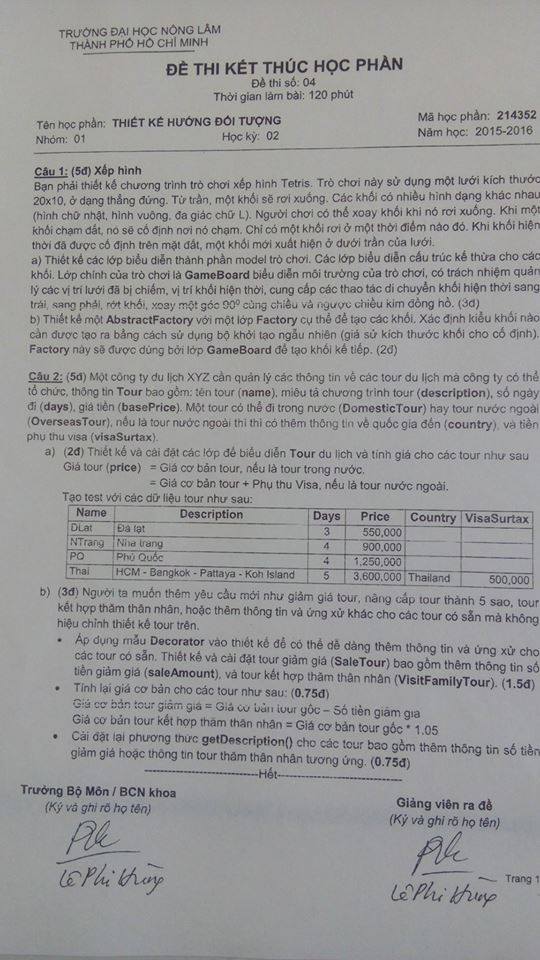 TRƯỜNG ĐẠI HỌC NÔNG LÂM
THÀNH PHỐ HỒ CHÍ MINH
ĐỀ THI KẾT THÚC HỌC PHẦN
Đề thi số: 04
Thời gian làm bài: 120 phút
Tên học phần: THIẾT KẾ HƯỚNG ĐỐI TƯỢNG Mã học phần: 214352
Nhóm: 01 Học kỳ: 02 Năm học: 2015-2016
Câu 1: (5đ) Xếp hình
Bạn phải thiết kế chương trình trò chơi xếp hình Tetris. Trò chơi này sử dụng một lưới kích thước
20x10, ở dạng thẳng đứng. Từ trần, một khối sẽ rơi xuống. Các khối có nhiều hình dạng khác nhau
(hình chữ nhật, hình vuông, đa giác chữ L). Người chơi có thể xoay khối khi nó rơi xuống. Khi một
khối chạm đất, nó sẽ cố định nơi nó chạm. Chỉ có một khối rơi ở một thời điểm nào đó. Khi khối hiện
thời đã được cố định trên mặt đất, một khối mới xuất hiện ở dưới trần của lưới.
a) Thiết kế các lớp biểu diễn thành phần model trò chơi. Các lớp biểu diễn cấu trúc kế thừa cho các
khối. Lớp chính của trò chơi là GameBoard biểu diễn môi trường của trò chơi, có trách nhiệm quản
lý các vị trí lưới đã bị chiếm, vị trí khối hiện thời, cung cấp các thao tác di chuyển khối hiện thời sang
trái, sang phải, rớt khối, xoay một góc 90º cùng chiều và ngược chiều kim đồng hồ. (3đ)
b) Thiết kế một AbstractFactory với một lớp Factory cụ thể để tạo các khối. Xác định kiểu khối nào
cần được tạo ra bằng cách sử dụng bộ khởi tạo ngẫu nhiên (giả sử kích thước khối cho cố định).
Factory này sẽ được dùng bởi lớp GameBoard để tạo khối kế tiếp. (2đ)
Câu 2: (5đ) Một công ty du lịch XYZ cần quản lý các thông tin về các tour du lịch mà công ty có thể
tổ chức, thông tin Tour bao gồm: tên tour (name), miêu tả chương trình tour (description), số ngày
đi (days), giá tiền (basePrice). Một tour có thể đi trong nước (DomesticTour) hay tour nước ngoài
(OverseasTour), nếu là tour nước ngoài thì thì có thêm thông tin về quốc gia đến (country), và tiền
phụ thu visa (visaSurtax).
a) (2đ) Thiết kế và cài đặt các lớp để biểu diễn Tour du lịch và tính giá cho các tour như sau
Giá tour (price) = Giá cơ bản tour, nếu là tour trong nước.
= Giá cơ bản tour + Phụ thu Visa, nếu là tour nước ngoài.
Tạo test với các dữ liệu tour như sau:
Name Description Days Price Country VisaSurtax
DLat Đà lạt 3 550,000
NTrang Nha trang 4 900,000
PQ Phú Quốc 4 1,250,000
Thai HCM - Bangkok - Pattaya - Koh Island 5 3,600,000 Thailand 500,000
b) (3đ) Người ta muốn thêm yêu cầu mới như giảm giá tour, nâng cấp tour thành 5 sao, tour
kết hợp thăm thân nhân, hoặc thêm thông tin và ứng xử khác cho các tour có sẵn mà không
hiệu chỉnh thiết kế tour trên.
• Áp dụng mẫu Decorator vào thiết kế để có thể dễ dàng thêm thông tin và ứng xử cho
các tour có sẵn. Thiết kế và cài đặt tour giảm giá (SaleTour) bao gồm thêm thông tin số
tiền giảm giá (saleAmount), và tour kết hợp thăm thân nhân (VisitFamilyTour). (1.5đ)
• Tính lại giá cơ bản cho các tour như sau: (0.75đ)
Giá cơ bản tour giảm giá = Giá cơ bản tour gốc – Số tiền giảm giá
Giá cơ bản tour kết hợp thăm thân nhân = Giá cơ bản tour gốc * 1.05
• Cài đặt lại phương thức getDescription() cho các tour bao gồm thêm thông tin số tiền
giảm giá hoặc thông tin tour thăm thân nhân tương ứng. (0.75đ)
Hết
Trưởng Bộ Môn / BCN khoa Giảng viên ra đề
(Ký và ghi rõ họ tên) (Ký và ghi rõ họ tên)
Lê Phi Hùng Lê Phi Hùng
Trang 1